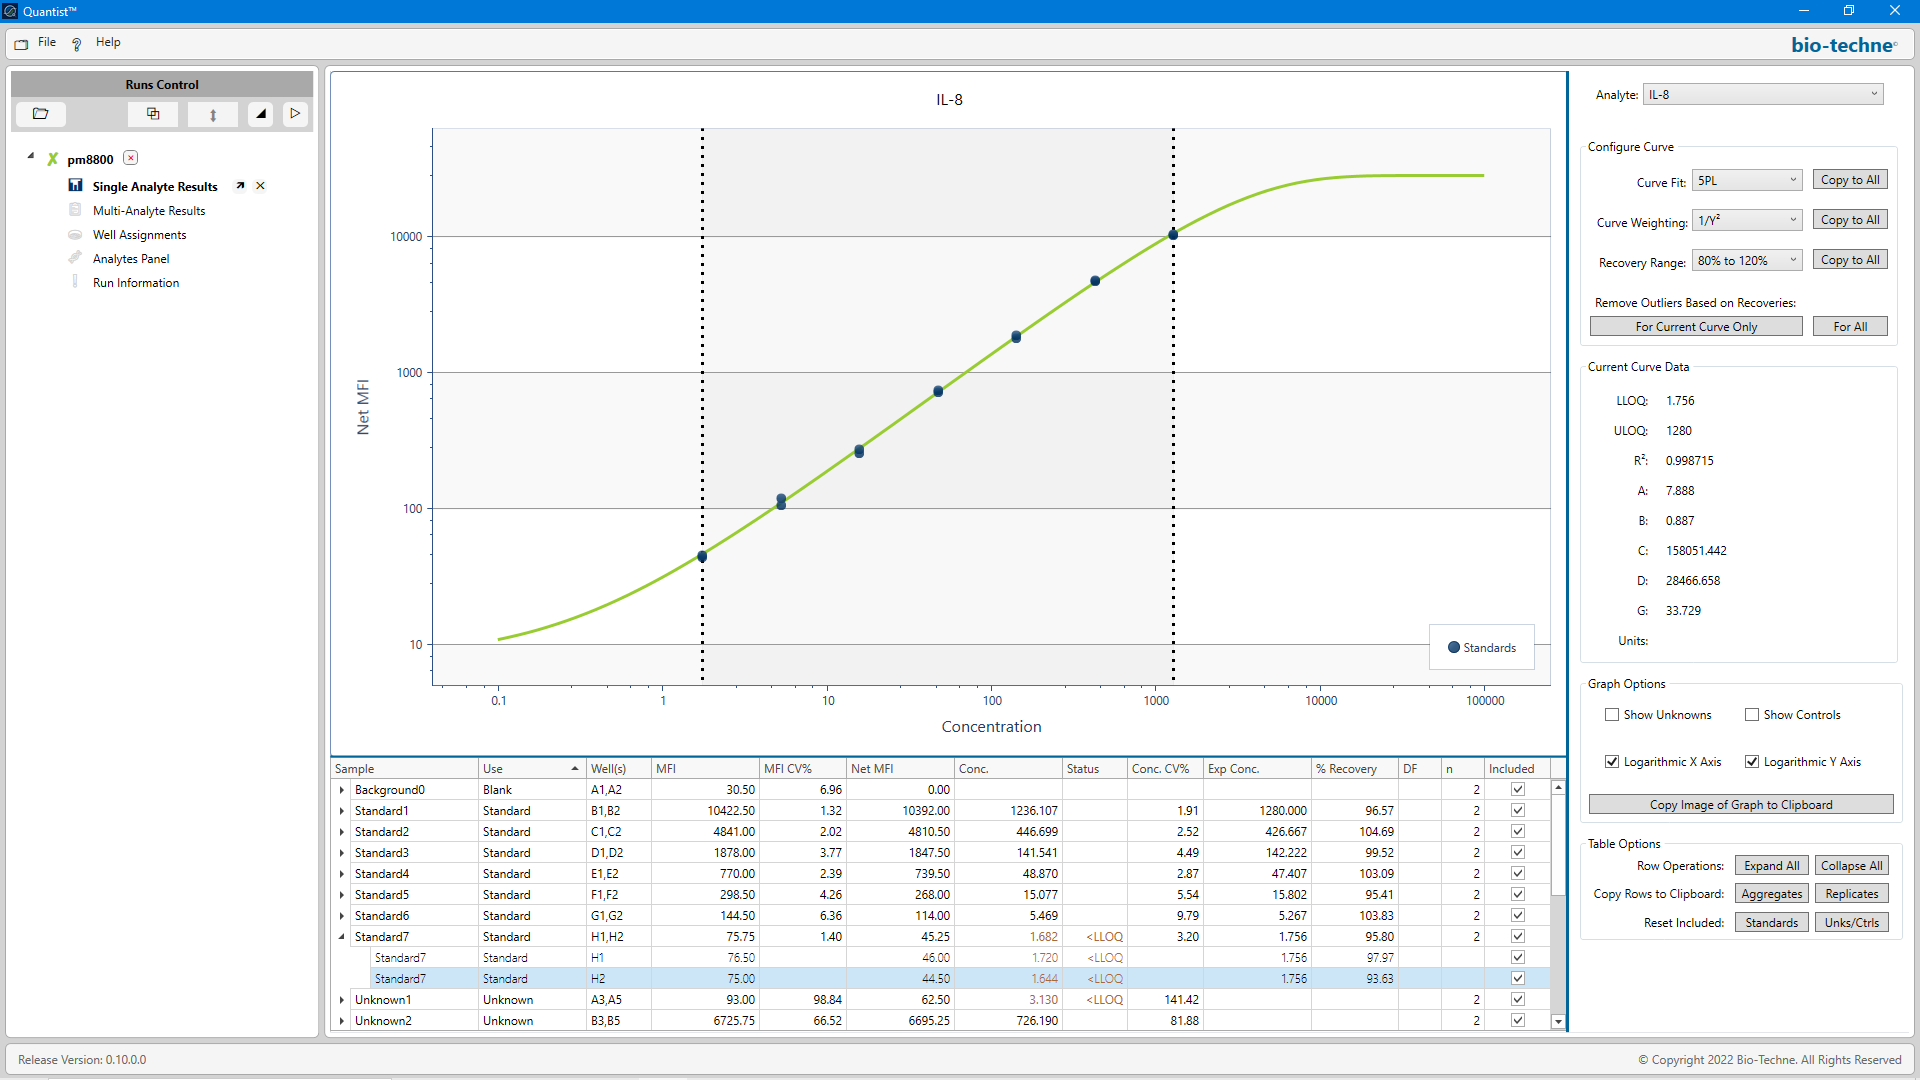 Quantist™
File Help
bio-techne
Runs Control
pm8800
Single Analyte Results
Multi-Analyte Results
Well Assignments
Analytes Panel
Run Information
IL-8
Net MFI
10000
1000
100
10
0.1 1 10 100 1000 10000 100000
Concentration
Standards
Sample Use Well(s) MFI MFI CV% Net MFI Conc. Status Conc. CV% Exp Conc. % Recovery DF n Included
Background0 Blank A1,A2 30.50 6.96 0.00 2
Standard1 Standard B1,B2 10422.50 1.32 10392.00 1236.107 1.91 1280.000 96.57 2
Standard2 Standard C1,C2 4841.00 2.02 4810.50 446.699 2.52 426.667 104.69 2
Standard3 Standard D1,D2 1878.00 3.77 1847.50 141.541 4.49 142.222 99.52 2
Standard4 Standard E1,E2 770.00 2.39 739.50 48.870 2.87 47.407 103.09 2
Standard5 Standard F1,F2 298.50 4.26 268.00 15.077 5.54 15.802 95.41 2
Standard6 Standard G1,G2 144.50 6.36 114.00 5.469 9.79 5.267 103.83 2
Standard7 Standard H1,H2 75.75 1.40 45.25 1.682 <LLOQ 3.20 1.756 95.80 2
Standard7 Standard H1 76.50 46.00 1.720 <LLOQ 1.756 97.97
Standard7 Standard H2 75.00 44.50 1.644 <LLOQ 1.756 93.63
Unknown1 Unknown A3,A5 93.00 98.84 62.50 3.130 <LLOQ 141.42 2
Unknown2 Unknown B3,B5 6725.75 66.52 6695.25 726.190 81.88 2
Analyte: IL-8
Configure Curve
Curve Fit: 5PL Copy to All
Curve Weighting: 1/Y² Copy to All
Recovery Range: 80% to 120% Copy to All
Remove Outliers Based on Recoveries:
For Current Curve Only For All
Current Curve Data
LLOQ: 1.756
ULOQ: 1280
R²: 0.998715
A: 7.888
B: 0.887
C: 158051.442
D: 28466.658
G: 33.729
Units:
Graph Options
Show Unknowns Show Controls
Logarithmic X Axis Logarithmic Y Axis
Copy Image of Graph to Clipboard
Table Options
Row Operations: Expand All Collapse All
Copy Rows to Clipboard: Aggregates Replicates
Reset Included: Standards Unks/Ctrls
Release Version: 0.10.0.0
© Copyright 2022 Bio-Techne. All Rights Reserved